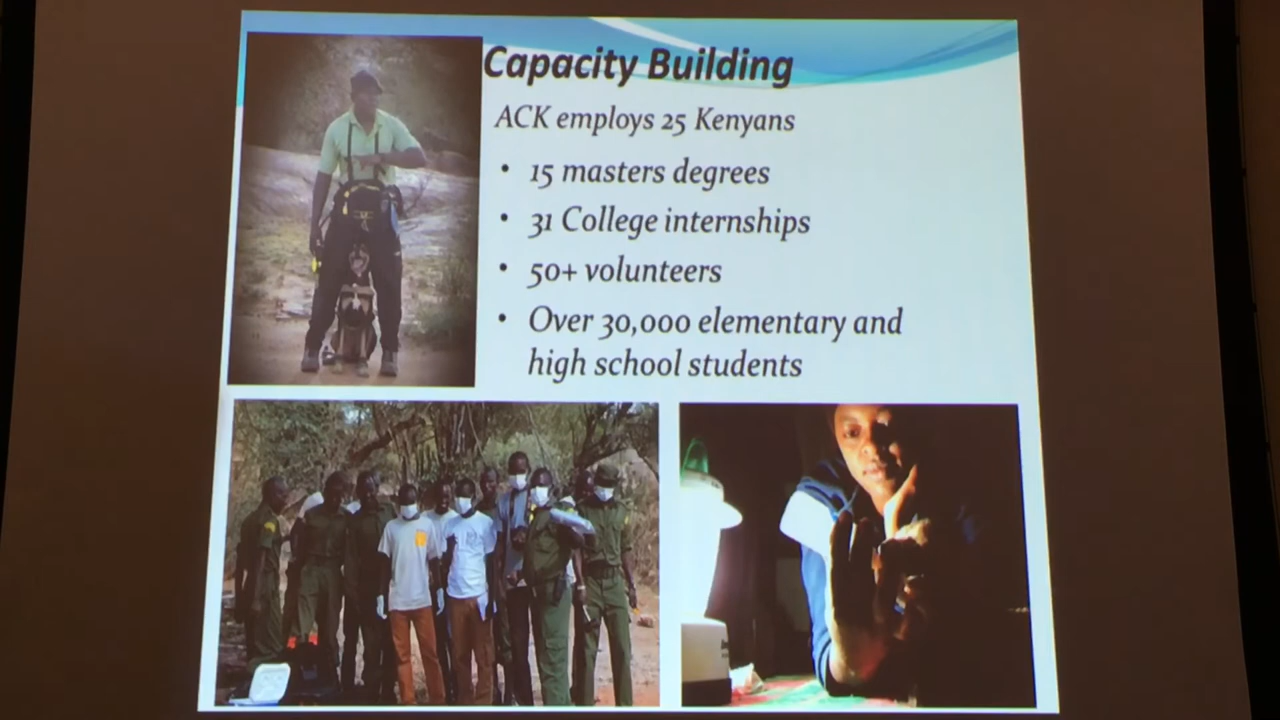 Capacity Building
ACK employs 25 Kenyans
• 15 masters degrees
• 31 College internships
• 50+ volunteers
• Over 30,000 elementary and
high school students